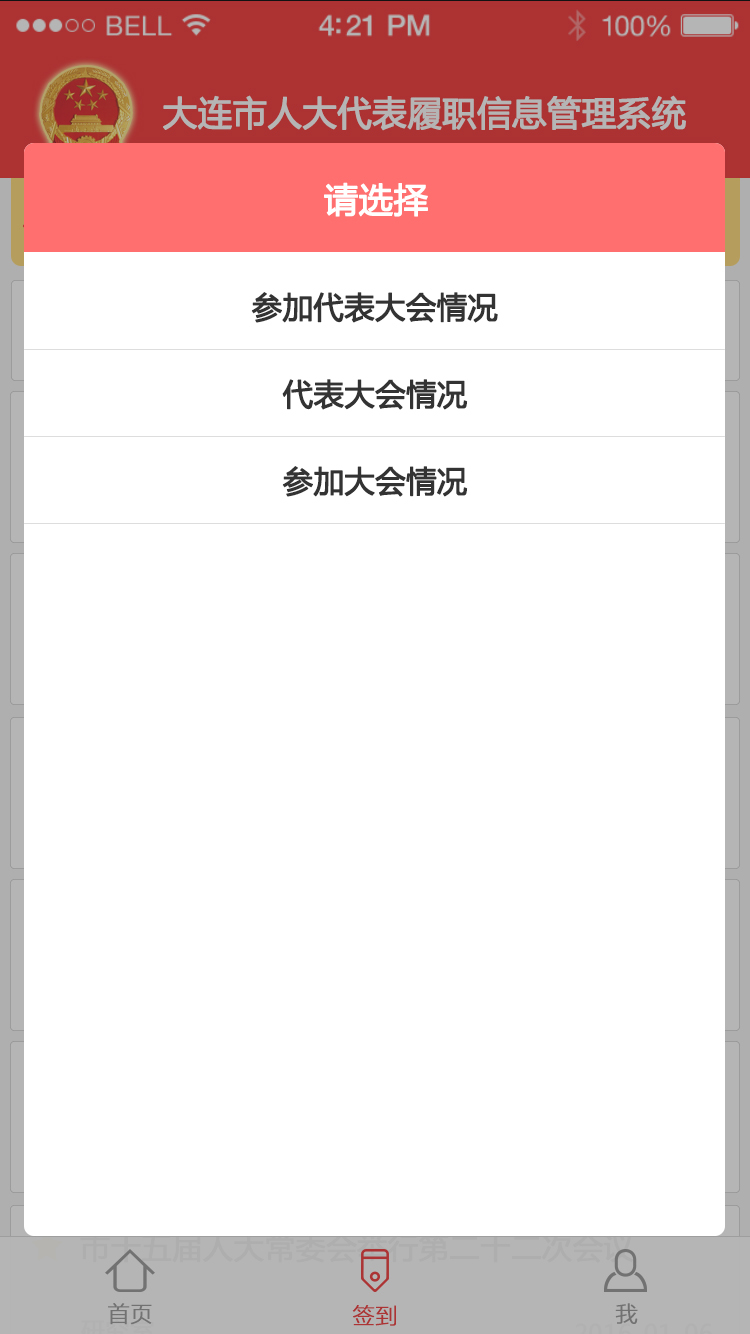 BELL 4:21 PM 100%
大连市人大代表履职信息管理系统
请选择
参加代表大会情况
代表大会情况
参加大会情况
市十五届人大常委会举行第二十二次会议
首页 签到 我